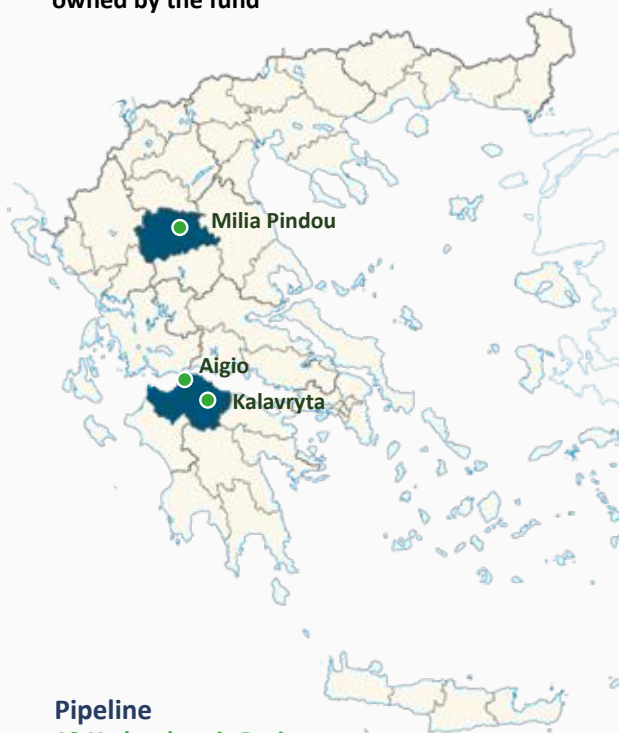 owned by the fund
Milia Pindou
Aigio
Kalavryta
Pipeline